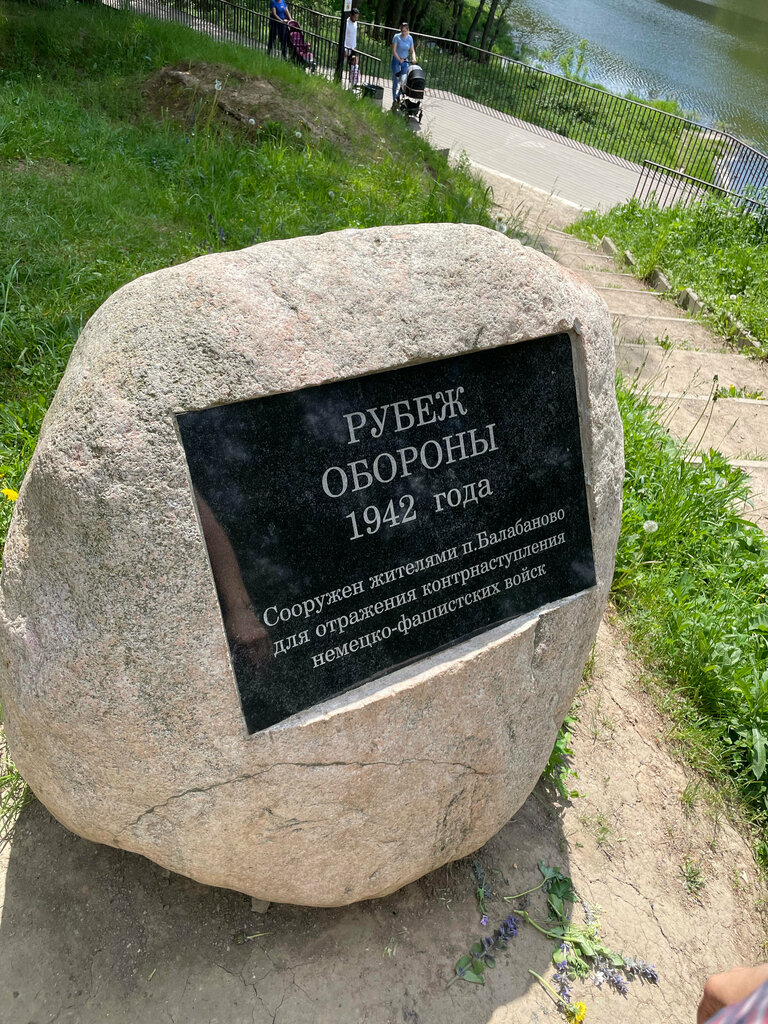 РУБЕЖ
ОБОРОНЫ
1942 года
Сооружен жителями п.Балабаново
для отражения контрнаступления
немецко-фашистских войск